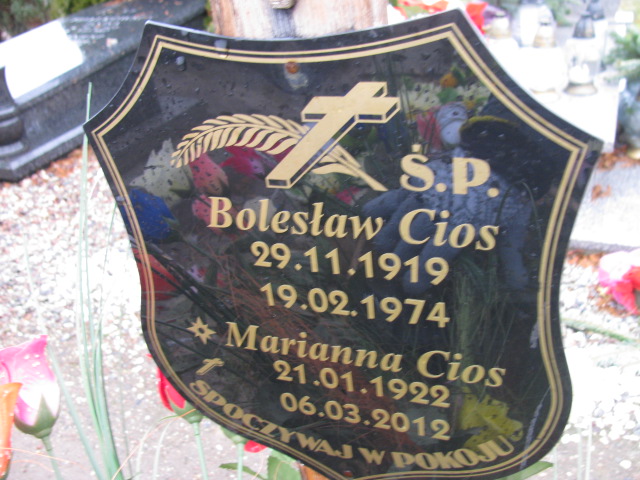 Ś.P.
Bolesław Cios
29.11.1919
19.02.1974
Marianna Cios
21.01.1922
06.03.2012
SPOCZYWAJ W POKOJU